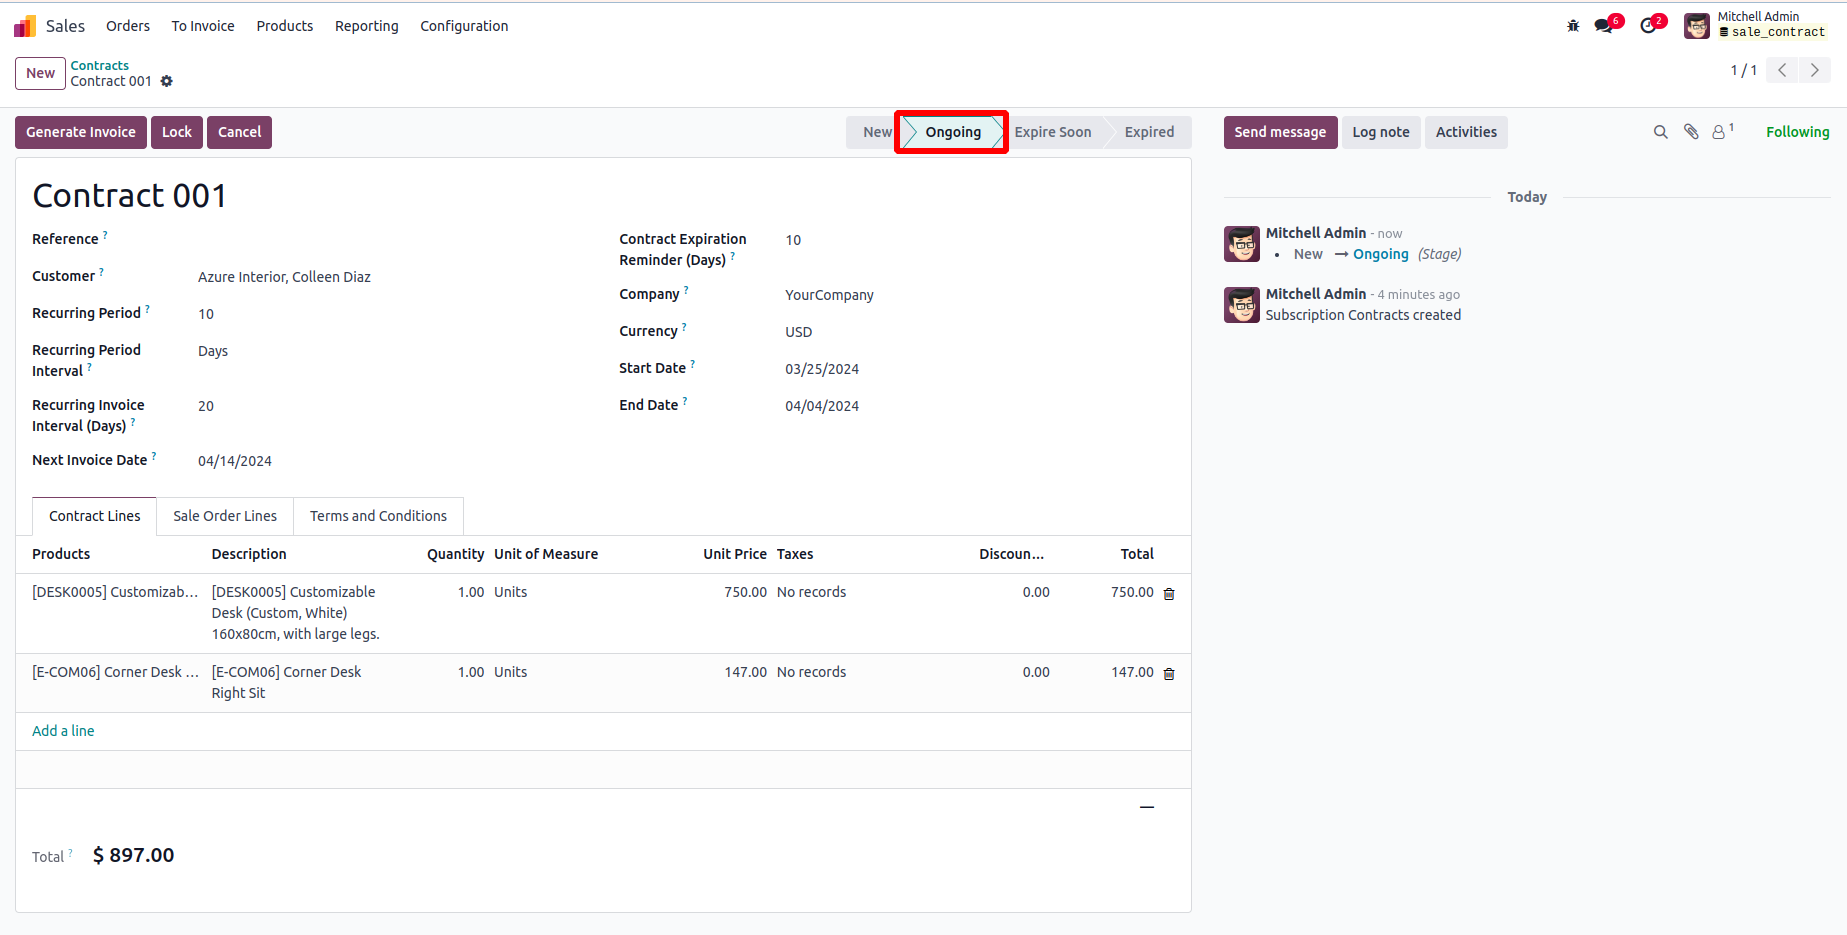 Sales Orders To Invoice Products Reporting Configuration 6 2 Mitchell Admin
sale_contract
New Contracts
Contract 001 1 / 1
Generate Invoice Lock Cancel New Ongoing Expire Soon Expired Send message Log note Activities 1 Following
Contract 001
Reference ?
Customer ? Azure Interior, Colleen Diaz
Recurring Period ? 10
Recurring Period
Interval ? Days
Recurring Invoice
Interval (Days) ? 20
Next Invoice Date ? 04/14/2024
Contract Expiration
Reminder (Days) ? 10
Company ? YourCompany
Currency ? USD
Start Date ? 03/25/2024
End Date ? 04/04/2024
Contract Lines Sale Order Lines Terms and Conditions
Products Description Quantity Unit of Measure Unit Price Taxes Discoun... Total
[DESK0005] Customizab... [DESK0005] Customizable 1.00 Units 750.00 No records 0.00 750.00
Desk (Custom, White)
160x80cm, with large legs.
[E-COM06] Corner Desk ... [E-COM06] Corner Desk 1.00 Units 147.00 No records 0.00 147.00
Right Sit
Add a line
Total ? $ 897.00
Today
Mitchell Admin - now
• New → Ongoing (Stage)
Mitchell Admin - 4 minutes ago
Subscription Contracts created